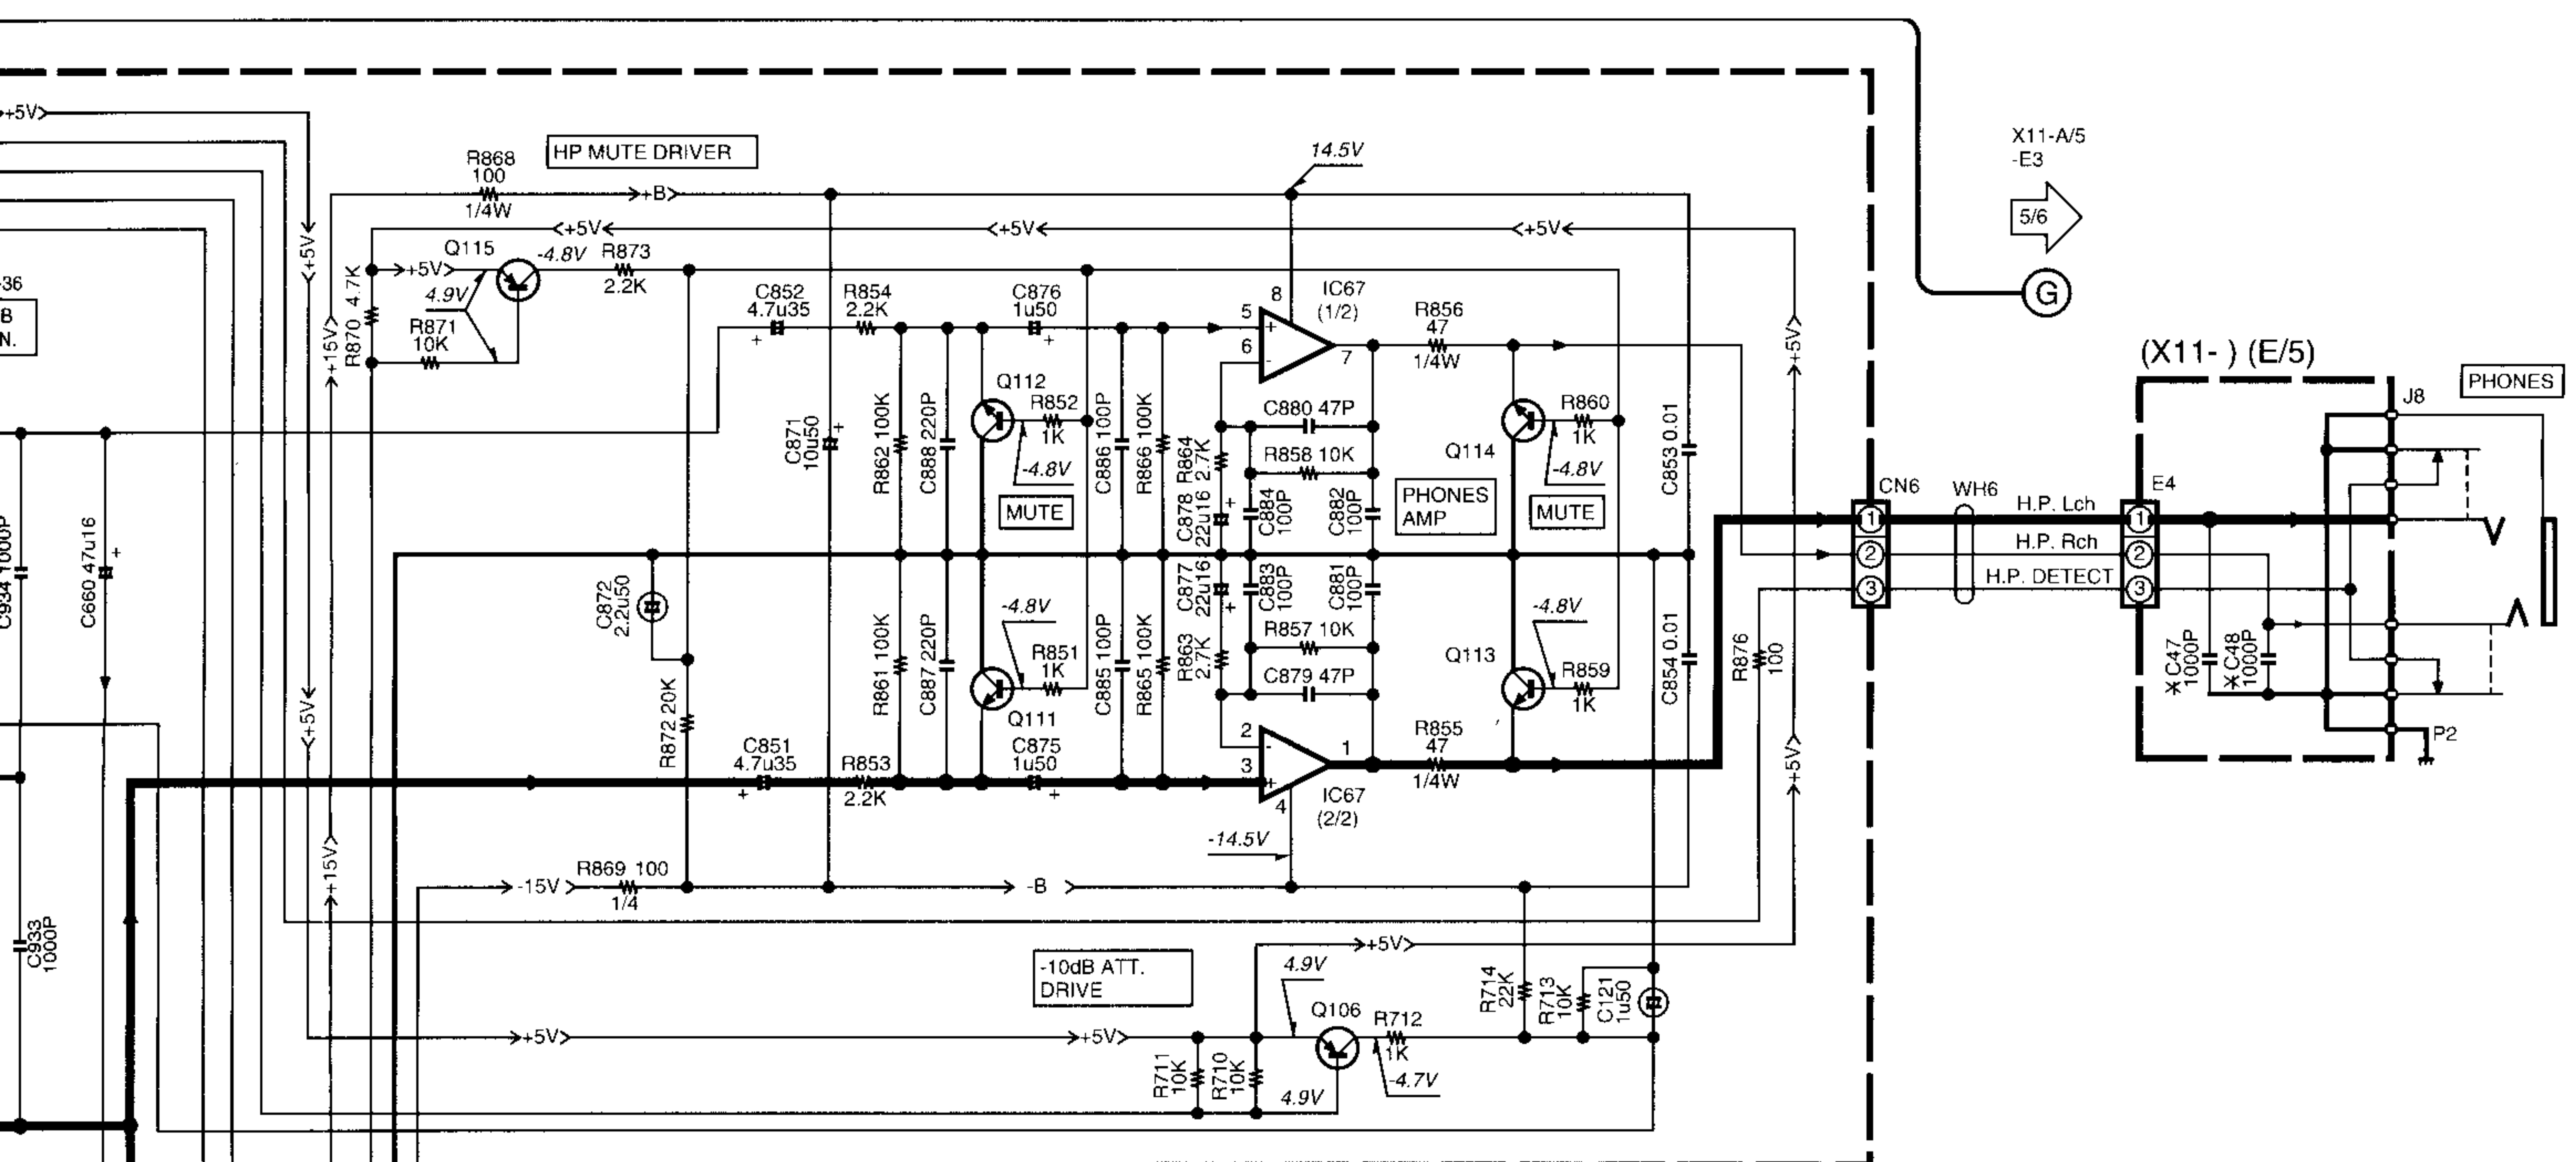 +5V
X11-A/5
-E3
5/6
G
HP MUTE DRIVER
R868
100
1/4W
+B
14.5V
+5V
+5V
+5V
+5V
+15V
R870 4.7K
Q115
+5V
-4.8V
R873
2.2K
4.9V
R871
10K
-36
B
N.
C852
4.7u35
+
R854
2.2K
C876
1u50
+
8
5
+
6
-
7
IC67
(1/2)
R856
47
1/4W
+5V
(X11- ) (E/5)
PHONES
J8
C871
10u50
+
R862 100K
C888 220P
Q112
R852
1K
-4.8V
MUTE
C886 100P
R866 100K
R864
2.7K
C878
22u16
+
C880 47P
R858 10K
C884
100P
C882
100P
PHONES
AMP
Q114
R860
1K
-4.8V
MUTE
C853 0.01
CN6
WH6
E4
1
2
3
H.P. Lch
H.P. Rch
H.P. DETECT
1
2
3
C934 1000P
C660 47u16
+
C872
2.2u50
R872 20K
R861 100K
C887 220P
-4.8V
R851
1K
Q111
C885 100P
R865 100K
C877
22u16
+
R863
2.7K
C883
100P
C881
100P
R857 10K
C879 47P
Q113
-4.8V
R859
1K
C854 0.01
R876
100
※C47
1000P
※C48
1000P
P2
+5V
C851
4.7u35
+
R853
2.2K
C875
1u50
+
2
-
3
+
1
4
IC67
(2/2)
R855
47
1/4W
+5V
-14.5V
+15V
-15V
R869 100
1/4
-B
C933
1000P
-10dB ATT.
DRIVE
+5V
4.9V
Q106
R712
1K
-4.7V
4.9V
R714
22K
R713
10K
C121
1u50
+5V
+5V
R711
10K
R710
10K